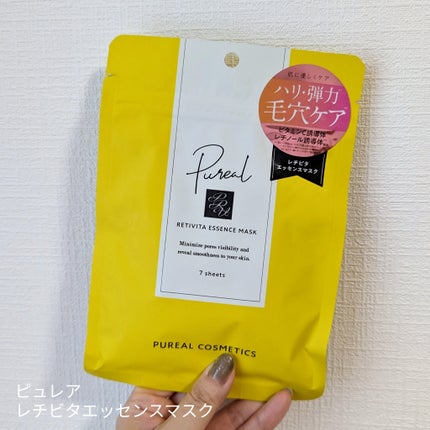 肌に優しくケア
ハリ・弾力
毛穴ケア
ビタミンC誘導体
レチノール誘導体
レチビタ
エッセンスマスク
Pureal
RETIVITA ESSENCE MASK
Minimize pores visibility and
reveal smoothness to your skin.
7 sheets
PUREAL COSMETICS
ピュレア
レチビタエッセンスマスク